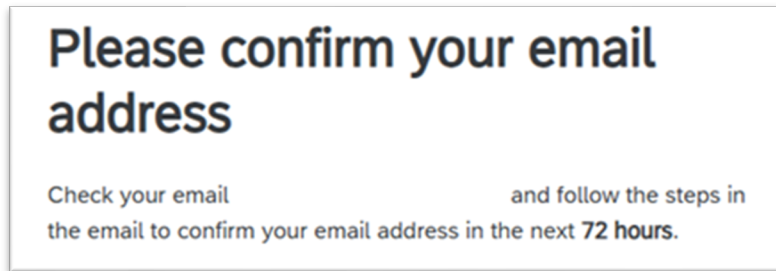 Please confirm your email
address
Check your email and follow the steps in
the email to confirm your email address in the next 72 hours.